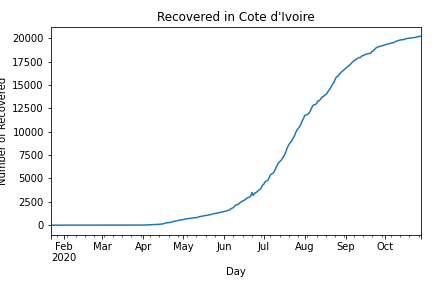 Recovered in Cote d'Ivoire
Number of Recovered
20000
17500
15000
12500
10000
7500
5000
2500
0
Feb Mar Apr May Jun Jul Aug Sep Oct
2020
Day